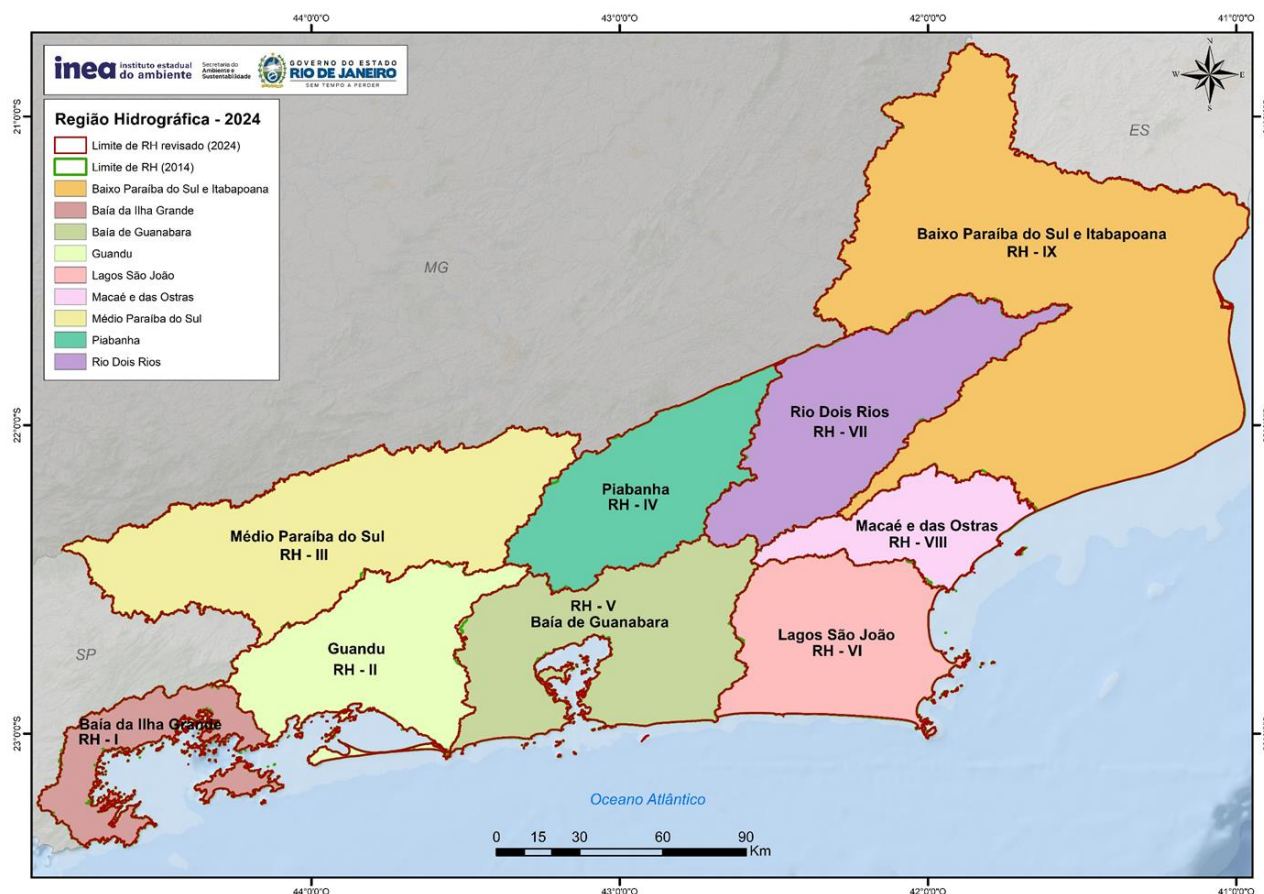 44°0'0"O
43°0'0"O
42°0'0"O
41°0'0"O
inea instituto estadual do ambiente
Secretaria do Ambiente e Sustentabilidade
GOVERNO DO ESTADO
RIO DE JANEIRO
SEM TEMPO A PERDER
N
W
E
S
Região Hidrográfica - 2024
Limite de RH revisado (2024)
Limite de RH (2014)
Baixo Paraíba do Sul e Itabapoana
Baía da Ilha Grande
Baía de Guanabara
Guandu
Lagos São João
Macaé e das Ostras
Médio Paraíba do Sul
Piabanha
Rio Dois Rios
21°0'0"S
22°0'0"S
23°0'0"S
ES
MG
SP
Baixo Paraíba do Sul e Itabapoana
RH - IX
Rio Dois Rios
RH - VII
Piabanha
RH - IV
Macaé e das Ostras
RH - VIII
Médio Paraíba do Sul
RH - III
RH - V
Baía de Guanabara
Lagos São João
RH - VI
Guandu
RH - II
Baía da Ilha Grande
RH - I
Oceano Atlântico
0 15 30 60 90
Km
44°0'0"O
43°0'0"O
42°0'0"O
41°0'0"O